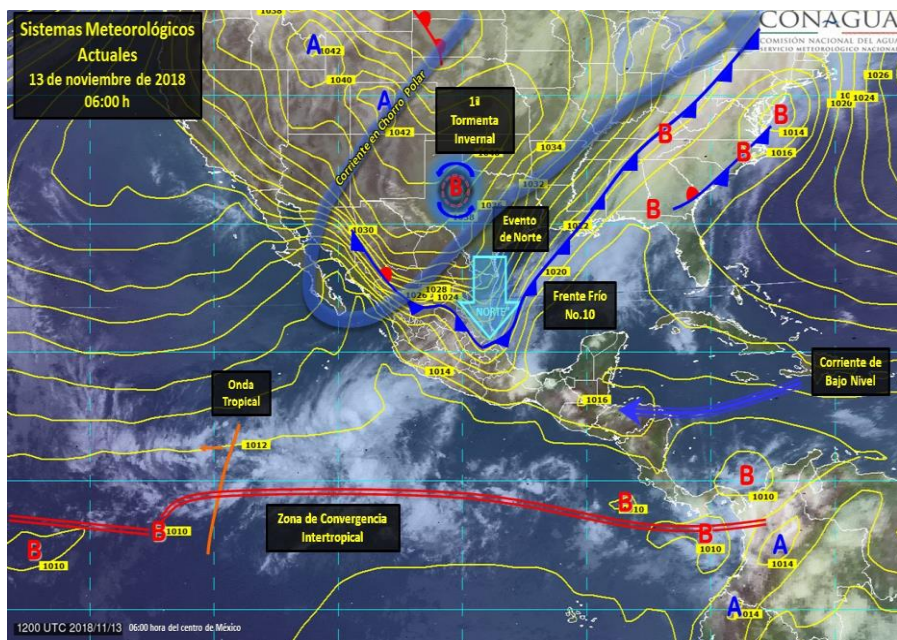 Sistemas Meteorológicos
Actuales
13 de noviembre de 2018
06:00 h
CONAGUA
COMISIÓN NACIONAL DEL AGUA
SERVICIO METEOROLÓGICO NACIONAL
1038
A
1042
1040
A
1042
Corriente en Chorro Polar
1ª
Tormenta
Invernal
B
1034
1032
1030
Evento
de Norte
B
B
B
B
1026
1024
1014
1016
1020
1028
1026
1024
NORTE
Frente Frío
No.10
1014
1016
Corriente de
Bajo Nivel
Onda
Tropical
1012
B
1010
Zona de Convergencia
Intertropical
B
1010
B
1010
B
1010
B
1010
A
1014
A
1014
1200 UTC 2018/11/13
06:00 hora del centro de México